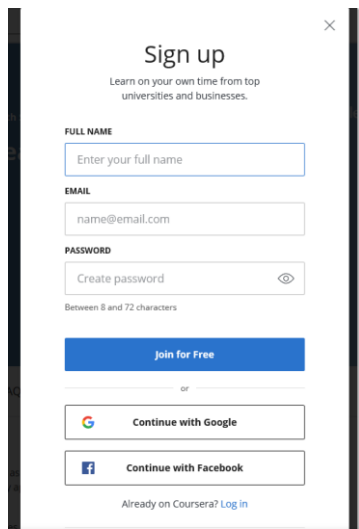 Sign up
Learn on your own time from top
universities and businesses.
FULL NAME
Enter your full name
EMAIL
name@email.com
PASSWORD
Create password
Between 8 and 72 characters
Join for Free
or
Continue with Google
Continue with Facebook
Already on Coursera? Log in